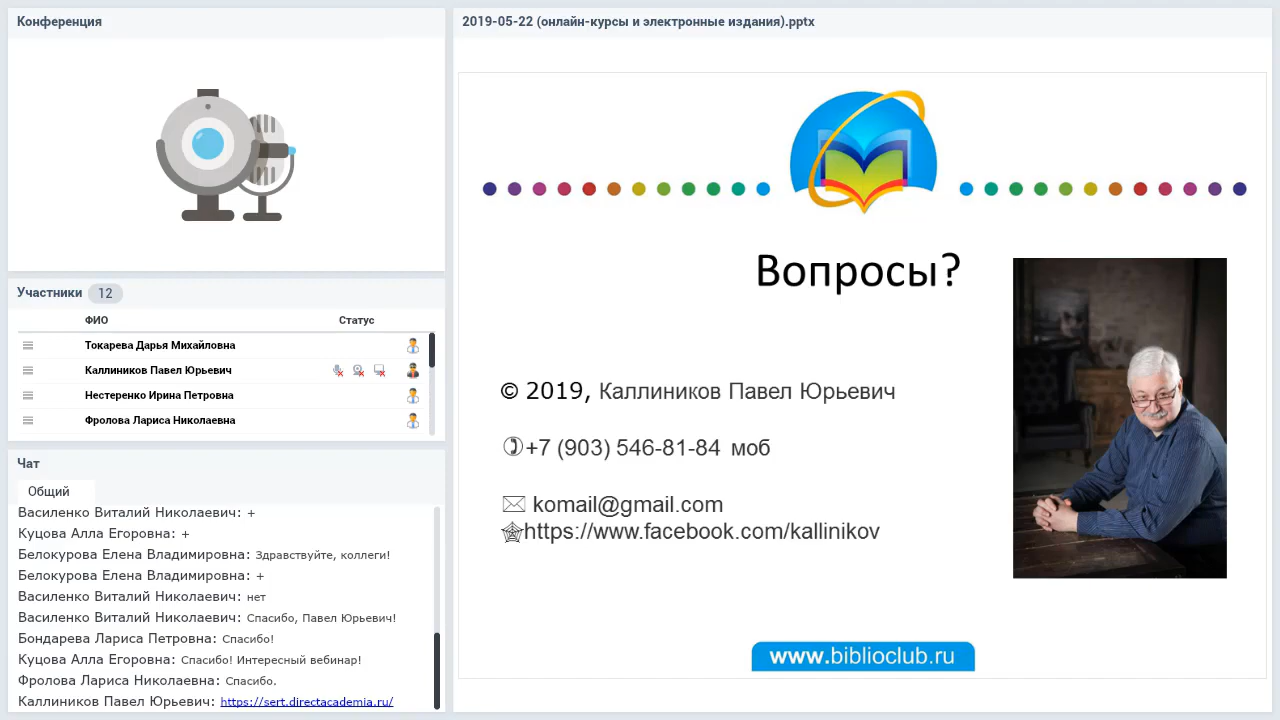 Конференция
Участники 12
ФИО Статус
Токарева Дарья Михайловна
Каллиников Павел Юрьевич
Нестеренко Ирина Петровна
Фролова Лариса Николаевна
Чат
Общий
Василенко Виталий Николаевич: +
Куцова Алла Егоровна: +
Белокурова Елена Владимировна: Здравствуйте, коллеги!
Белокурова Елена Владимировна: +
Василенко Виталий Николаевич: нет
Василенко Виталий Николаевич: Спасибо, Павел Юрьевич!
Бондарева Лариса Петровна: Спасибо!
Куцова Алла Егоровна: Спасибо! Интересный вебинар!
Фролова Лариса Николаевна: Спасибо.
Каллиников Павел Юрьевич: https://sert.directacademia.ru/
2019-05-22 (онлайн-курсы и электронные издания).pptx
Вопросы?
© 2019, Каллиников Павел Юрьевич
✆+7 (903) 546-81-84 моб
komail@gmail.com
https://www.facebook.com/kallinikov
www.biblioclub.ru